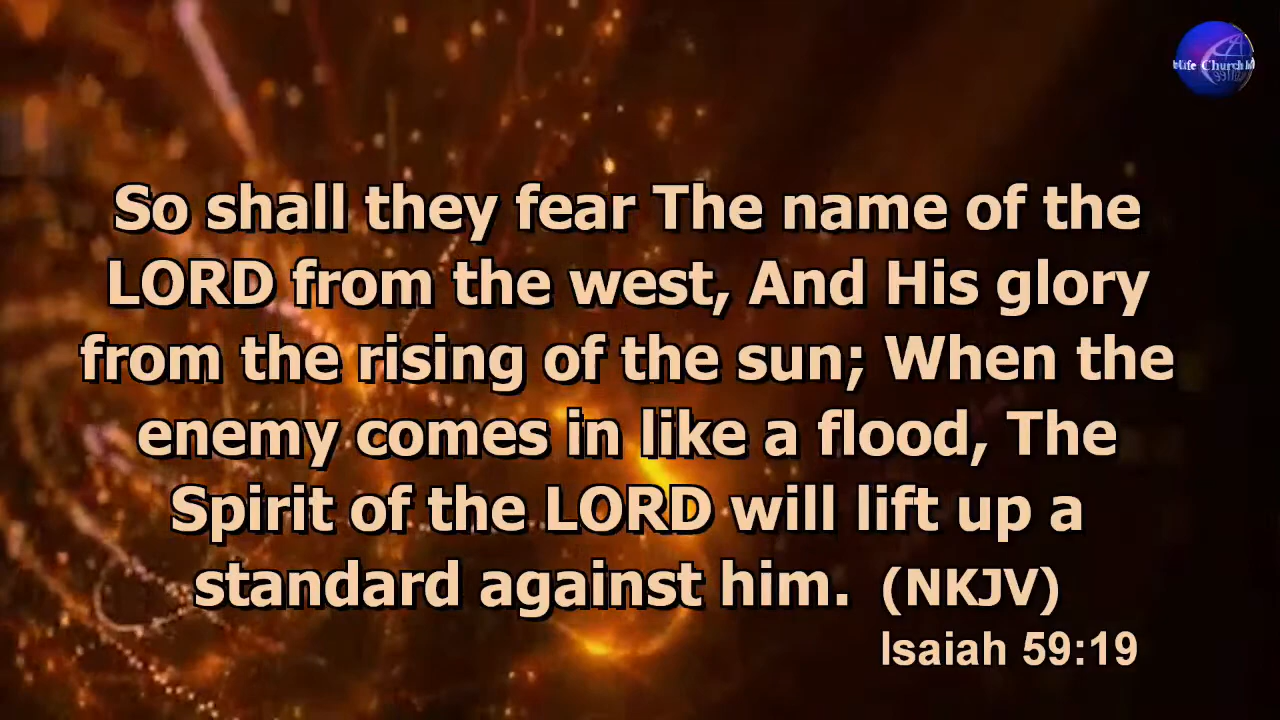 Life Church
So shall they fear The name of the
LORD from the west, And His glory
from the rising of the sun; When the
enemy comes in like a flood, The
Spirit of the LORD will lift up a
standard against him. (NKJV)
Isaiah 59:19